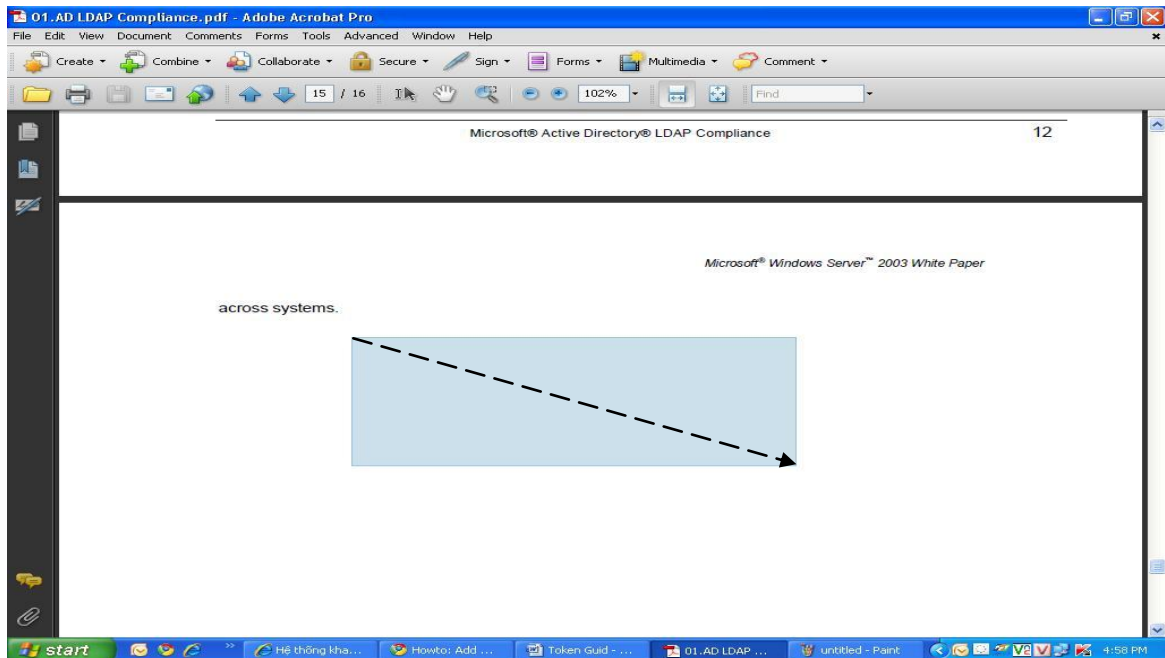 01.AD LDAP Compliance.pdf - Adobe Acrobat Pro
File Edit View Document Comments Forms Tools Advanced Window Help
Create Combine Collaborate Secure Sign Forms Multimedia Comment
15 / 16 102% Find
Microsoft® Active Directory® LDAP Compliance 12
Microsoft® Windows Server™ 2003 White Paper
across systems.
start Hệ thống kha... Howto: Add ... Token Guid - ... 01.AD LDAP ... untitled - Paint 4:58 PM